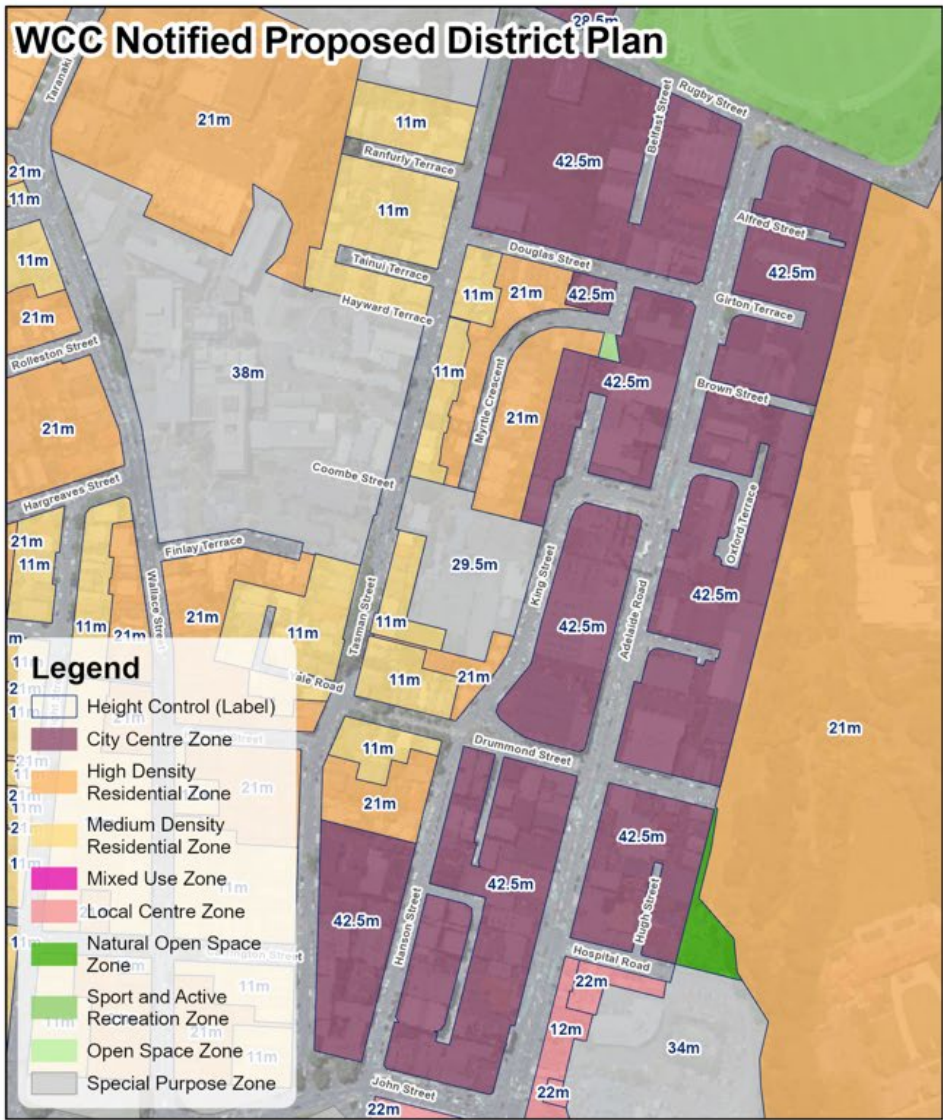 WCC Notified Proposed District Plan
28.5m
Taranaki
Rugby Street
Belfast Street
21m
11m
Ranfurly Terrace
42.5m
21m
11m
11m
Alfred Street
Douglas Street
11m
Tainui Terrace
42.5m
11m
21m
42.5m
Hayward Terrace
Girton Terrace
21m
Rolleston Street
38m
11m
Myrtle Crescent
42.5m
Brown Street
21m
21m
Coombe Street
Hargreaves Street
Oxford Terrace
21m
11m
Finlay Terrace
29.5m
King Street
Wallace Street
Tasman Street
42.5m
Adelaide Road
42.5m
21m
11m
11m
11m
21m
Yale Road
11m
21m
21m
Drummond Street
11m
21m
42.5m
42.5m
42.5m
Hanson Street
Hugh Street
Hospital Road
22m
12m
34m
22m
John Street
22m
Legend
Height Control (Label)
City Centre Zone
High Density
Residential Zone
Medium Density
Residential Zone
Mixed Use Zone
Local Centre Zone
Natural Open Space
Zone
Sport and Active
Recreation Zone
Open Space Zone
Special Purpose Zone